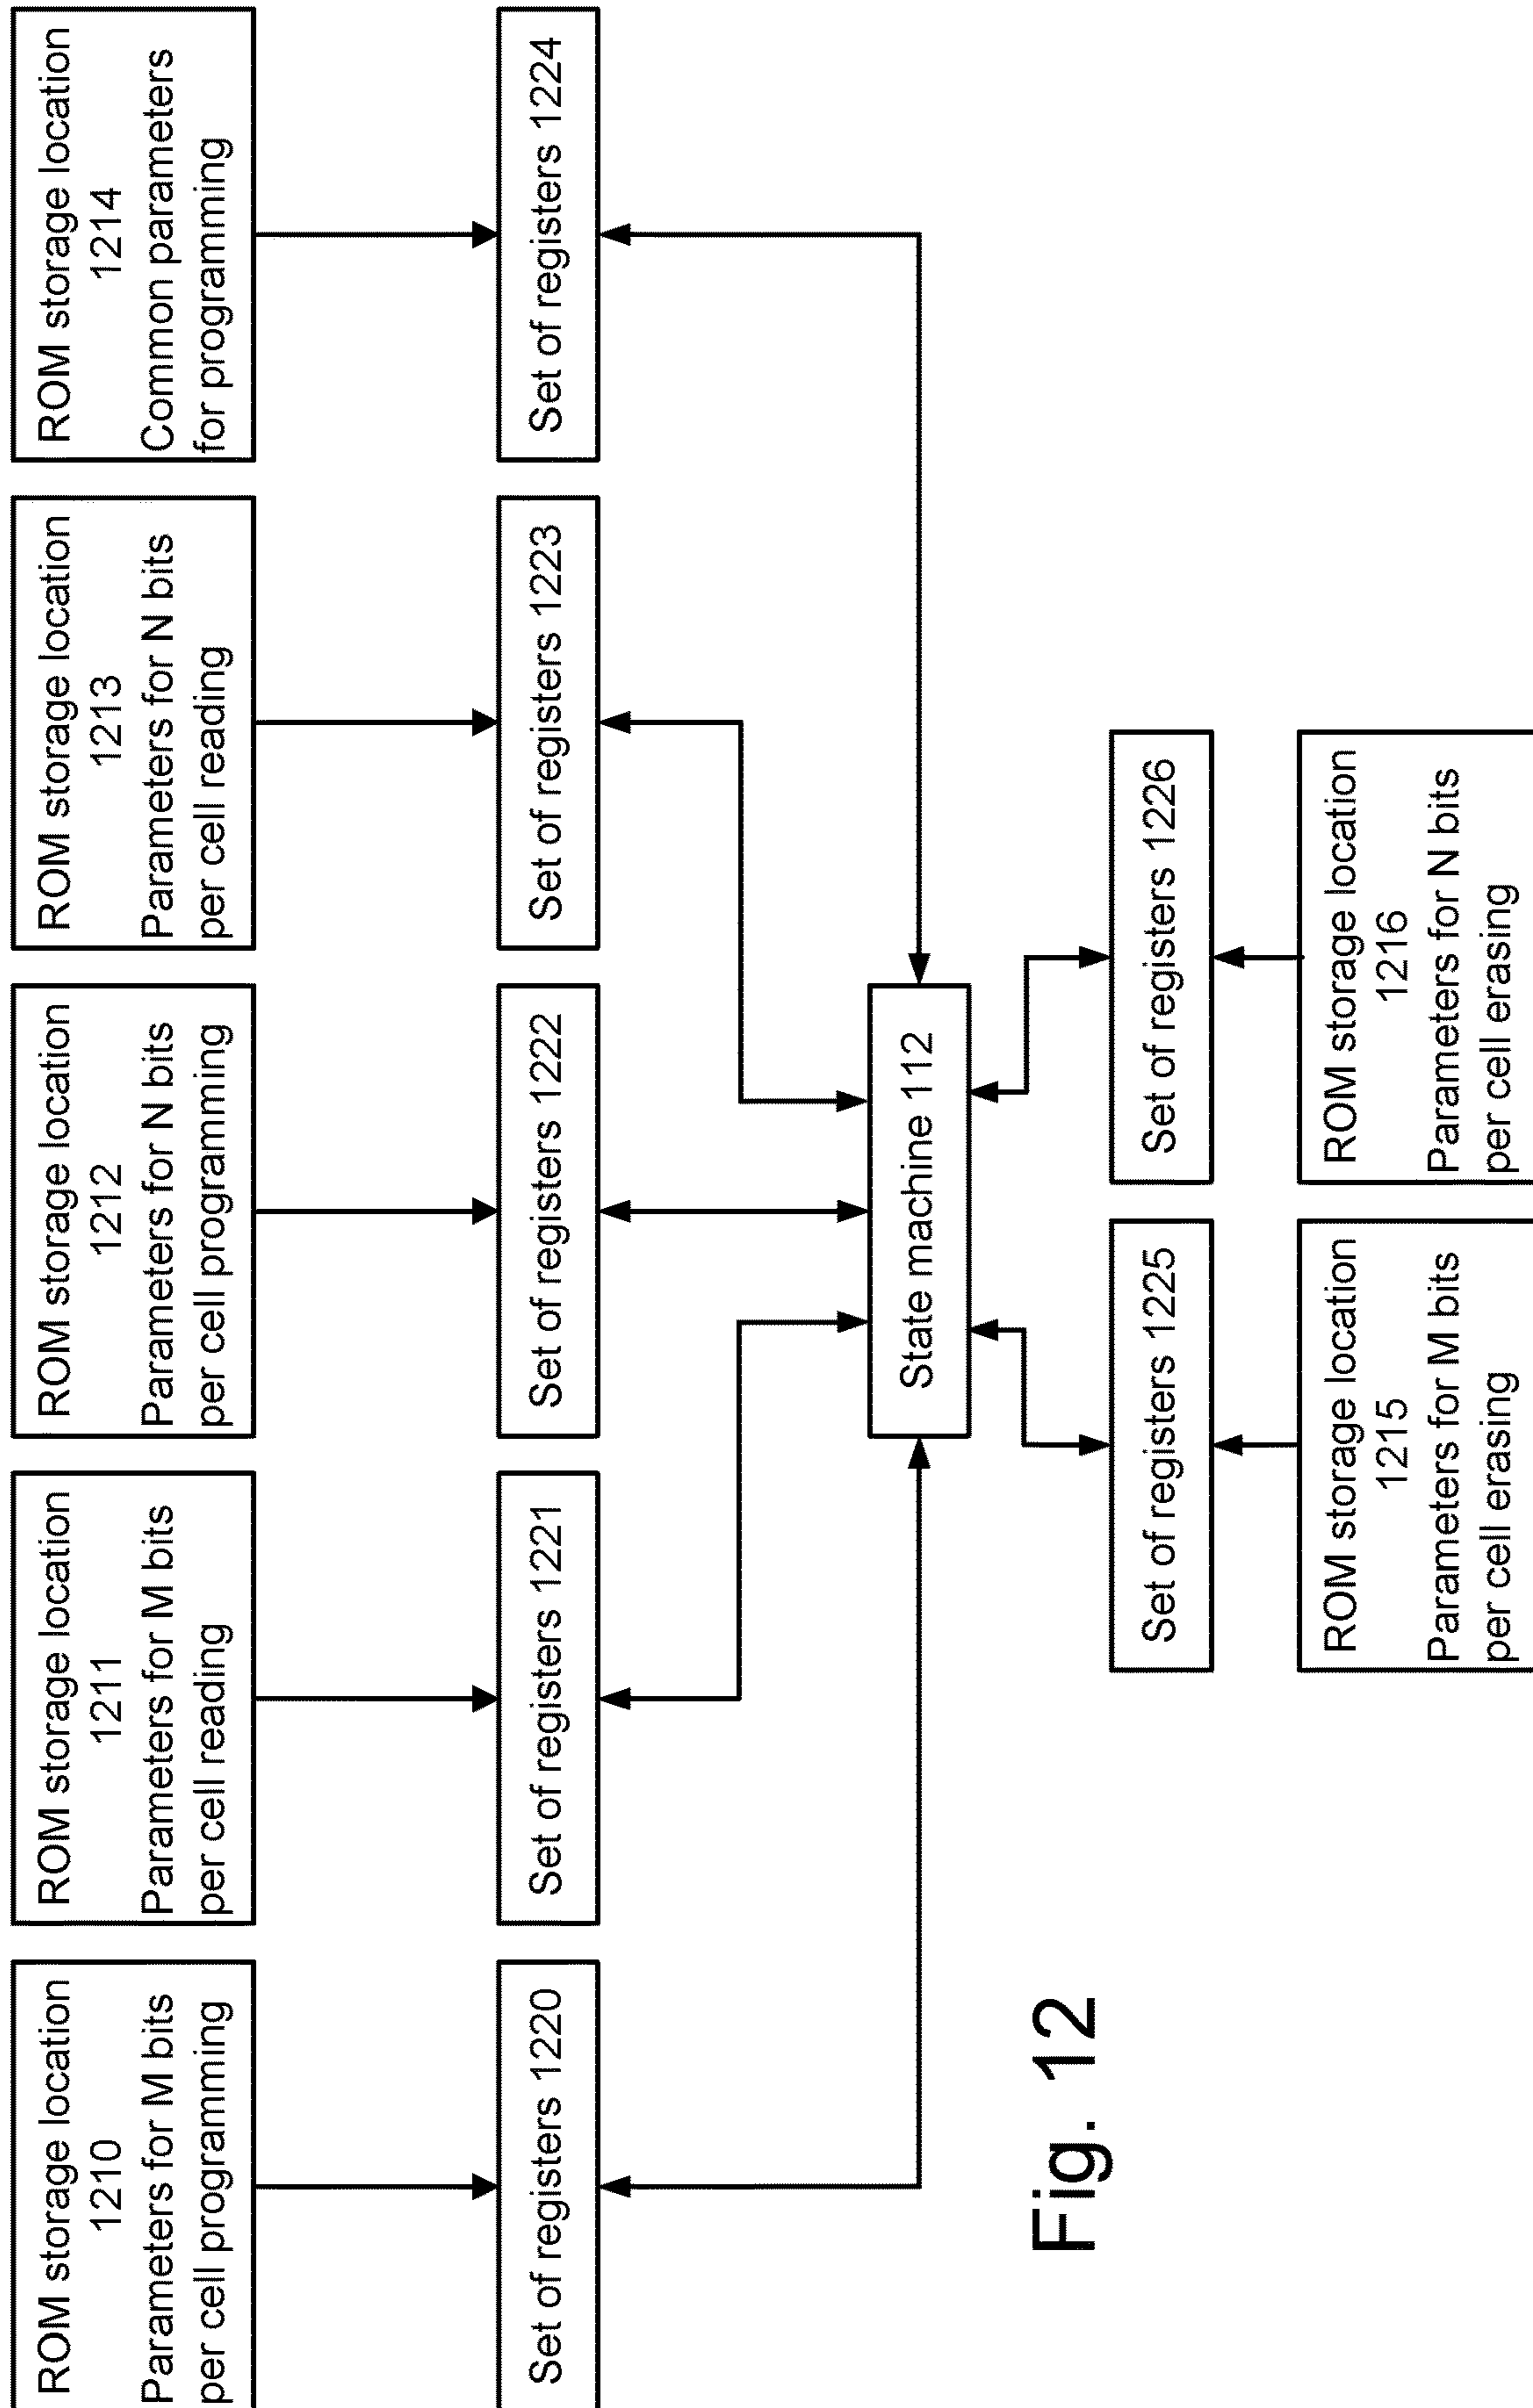 ROM storage location
1210
Parameters for M bits
per cell programming
ROM storage location
1211
Parameters for M bits
per cell reading
ROM storage location
1212
Parameters for N bits
per cell programming
ROM storage location
1213
Parameters for N bits
per cell reading
ROM storage location
1214
Common parameters
for programming
Set of registers 1220
Set of registers 1221
Set of registers 1222
Set of registers 1223
Set of registers 1224
State machine 112
Fig. 12
Set of registers 1225
Set of registers 1226
ROM storage location
1215
Parameters for M bits
per cell erasing
ROM storage location
1216
Parameters for N bits
per cell erasing